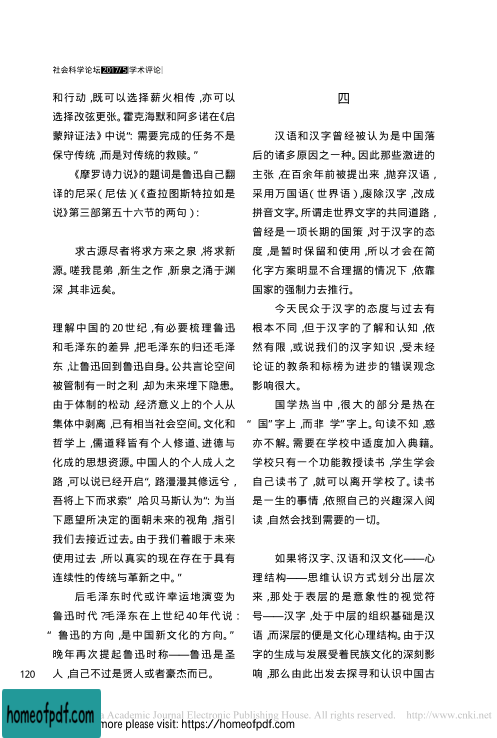 社会科学论坛 2017/5 学术评论
和行动，既可以选择薪火相传，亦可以
选择改弦更张。霍克海默和阿多诺在《启
蒙辩证法》中说“：需要完成的任务不是
保守传统，而是对传统的救赎。”
《摩罗诗力说》的题词是鲁迅自己翻
译的尼采（尼佉）《查拉图斯特拉如是
说》第三部第五十六节的两句）：
求古源尽者将求方来之泉，将求新
源。嗟我昆弟，新生之作，新泉之涌于渊
深，其非远矣。
理解中国的20世纪，有必要梳理鲁迅
和毛泽东的差异，把毛泽东的归还毛泽
东，让鲁迅回到鲁迅自身。公共言论空间
被管制有一时之利，却为未来埋下隐患。
由于体制的松动，经济意义上的个人从
集体中剥离，已有相当社会空间。文化和
哲学上，儒道释皆有个人修道、进德与
化成的思想资源。中国人的个人成人之
路，可以说已经开启“，路漫漫其修远兮，
吾将上下而求索”，哈贝马斯认为“：为当
下愿望所决定的面朝未来的视角，指引
我们去接近过去。由于我们着眼于未来
使用过去，所以真实的现在存在于具有
连续性的传统与革新之中。”
后毛泽东时代或许幸运地演变为
鲁迅时代？毛泽东在上世纪40年代说：
“鲁迅的方向，是中国新文化的方向。”
晚年再次提起鲁迅时称——鲁迅是圣
人，自己不过是贤人或者豪杰而已。
四
汉语和汉字曾经被认为是中国落
后的诸多原因之一种。因此那些激进的
主张，在百余年前被提出来，抛弃汉语，
采用万国语（世界语），废除汉字，改成
拼音文字。所谓走世界文字的共同道路，
曾经是一项长期的国策，对于汉字的态
度，是暂时保留和使用，所以才会在简
化字方案明显不合理据的情况下，依靠
国家的强制力去推行。
今天民众于汉字的态度与过去有
根本不同，但于汉字的了解和认知，依
然有限，或说我们的汉字知识，受未经
论证的教条和标榜为进步的错误观念
影响很大。
国学热当中，很大的部分是热在
“国”字上，而非“学”字上。句读不知，惑
亦不解。需要在学校中适度加入典籍。
学校只有一个功能教授读书，学生学会
自己读书了，就可以离开学校了。读书
是一生的事情，依照自己的兴趣深入阅
读，自然会找到需要的一切。
如果将汉字、汉语和汉文化——心
理结构——思维认识方式划分出层次
来，那处于表层的是意象性的视觉符
号——汉字，处于中层的组织基础是汉
语，而深层的便是文化心理结构。由于汉
字的生成与发展受着民族文化的深刻影
响，那么由此出发去探寻和认识中国古
120
Academic Journal Electronic Publishing House. All rights reserved. http://www.cnki.net
homeofpdf.com
more please visit: https://homeofpdf.com